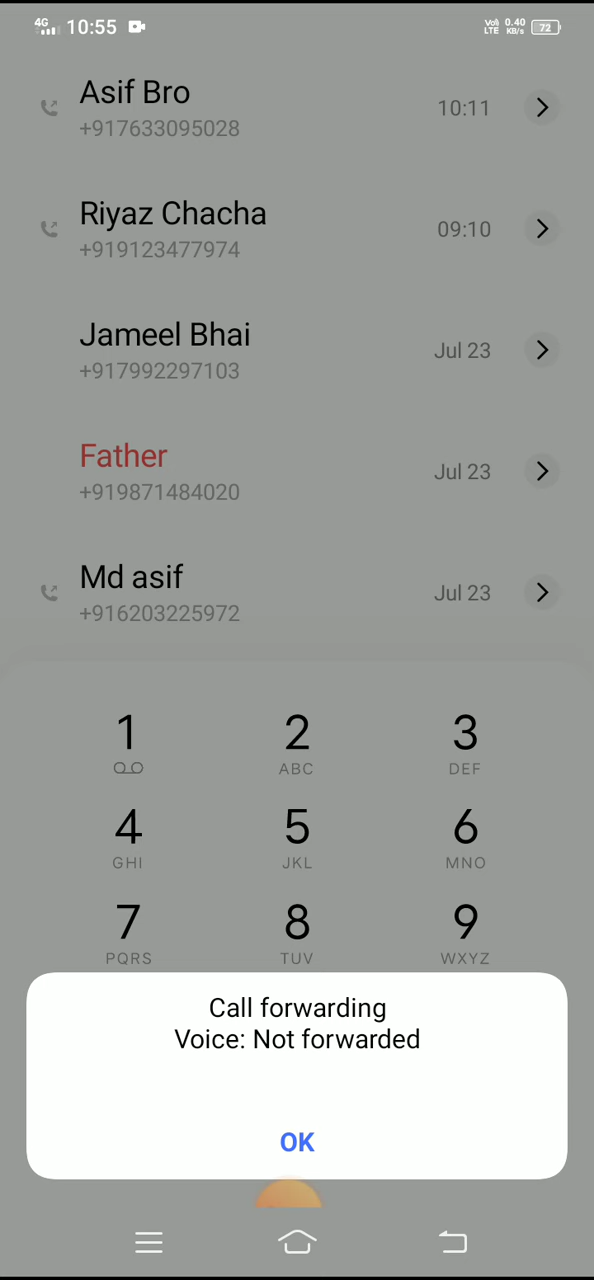 4G 10:55 Vo) LTE 0.40 KB/s 72
Asif Bro
+917633095028
10:11
Riyaz Chacha
+919123477974
09:10
Jameel Bhai
+917992297103
Jul 23
Father
+919871484020
Jul 23
Md asif
+916203225972
Jul 23
1 2 3
ABC DEF
4 5 6
GHI JKL MNO
7 8 9
PQRS TUV WXYZ
Call forwarding
Voice: Not forwarded
OK